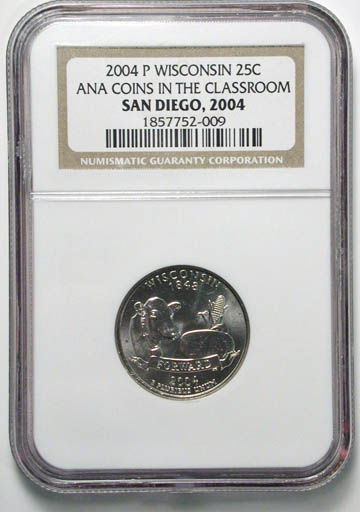 2004 P WISCONSIN 25C
ANA COINS IN THE CLASSROOM
SAN DIEGO, 2004
1857752-009
NUMISMATIC GUARANTY CORPORATION
WISCONSIN
1848
FORWARD
2004
E PLURIBUS UNUM